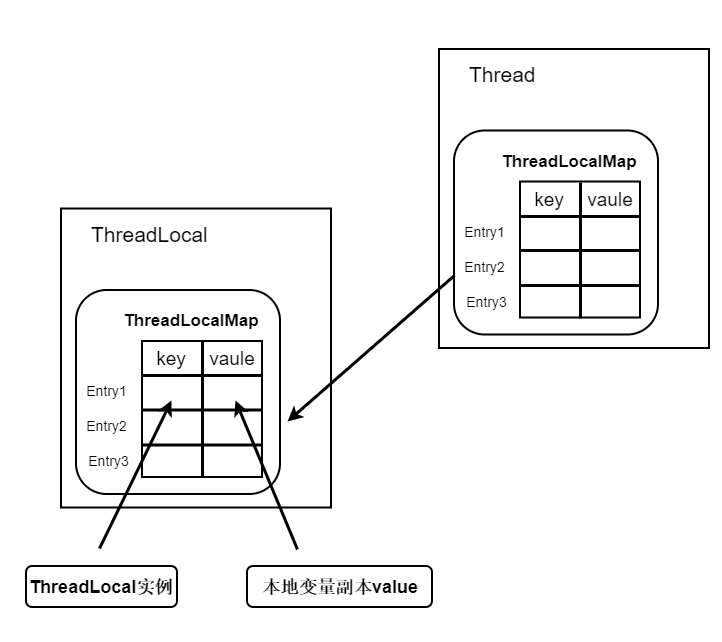 Thread
ThreadLocalMap
key vaule
Entry1
Entry2
Entry3
ThreadLocal
ThreadLocalMap
key vaule
Entry1
Entry2
Entry3
ThreadLocal实例
本地变量副本value